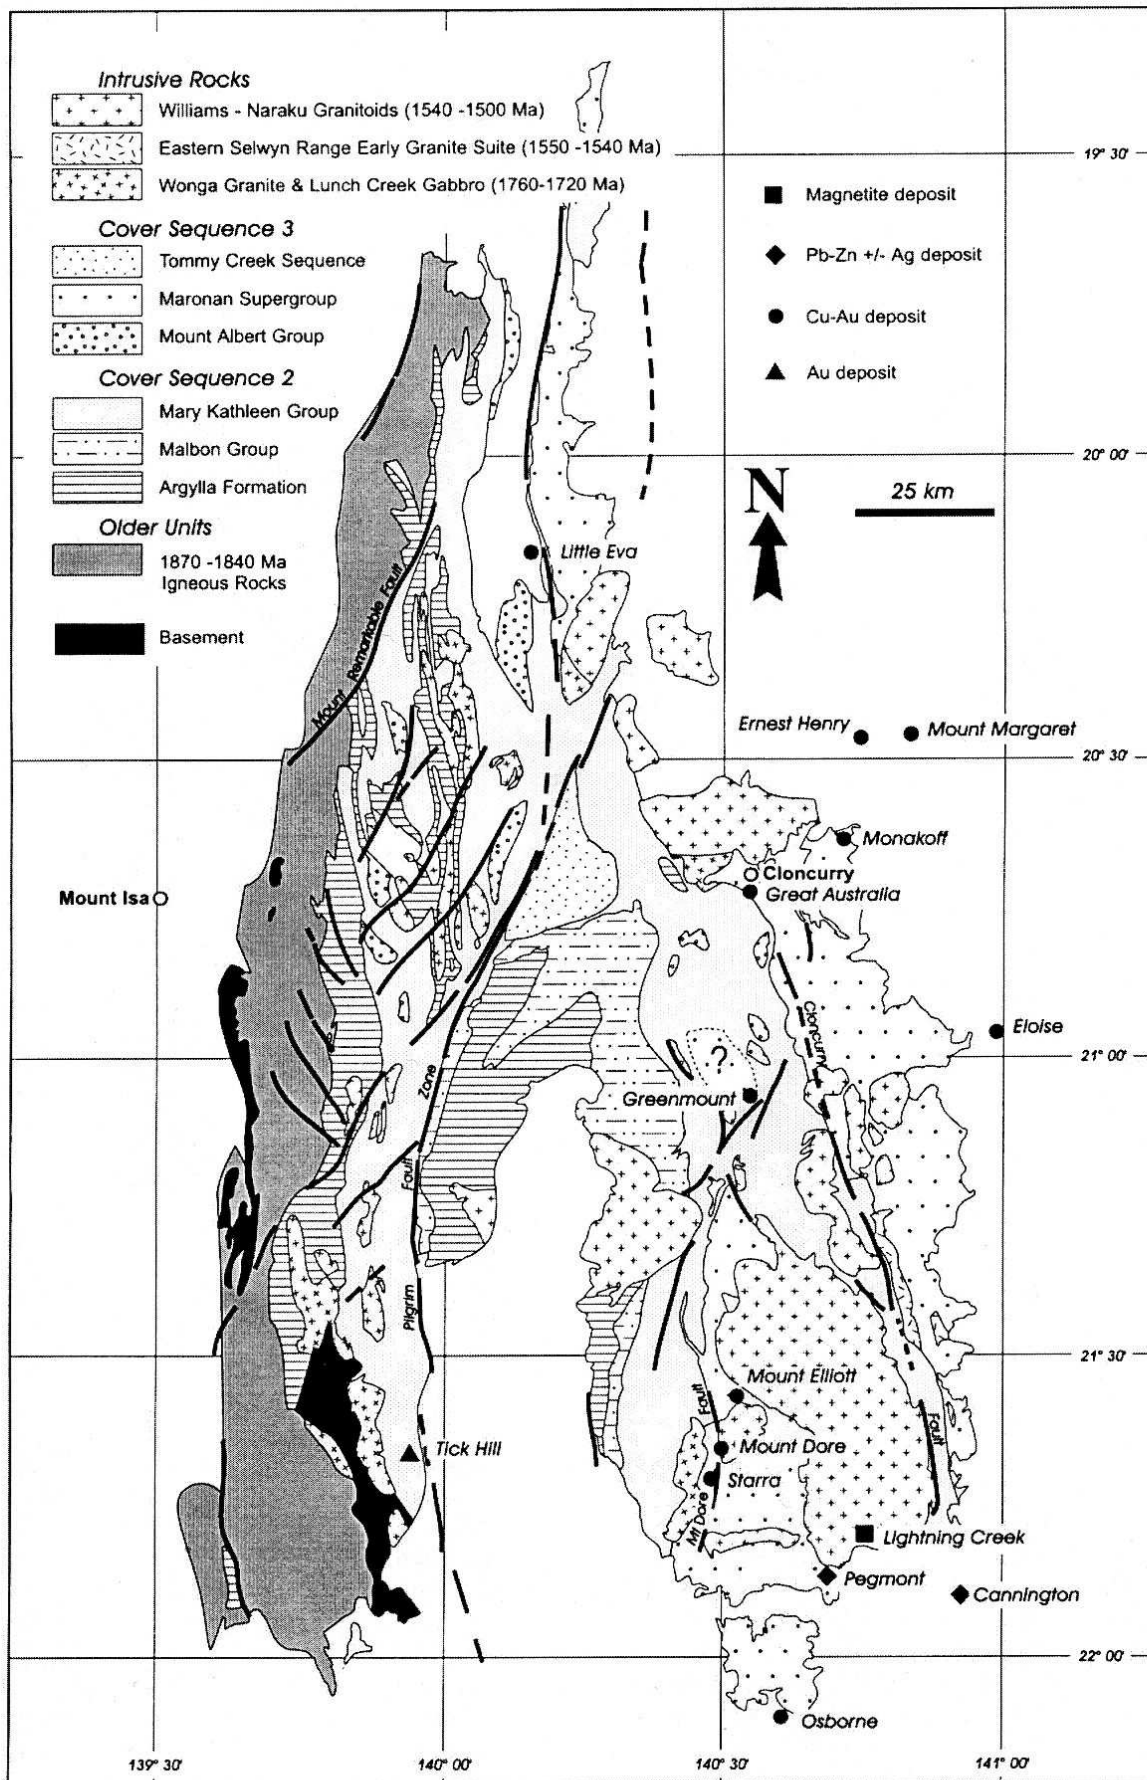 Intrusive Rocks
Williams - Naraku Granitoids (1540 -1500 Ma)
Eastern Selwyn Range Early Granite Suite (1550 -1540 Ma)
Wonga Granite & Lunch Creek Gabbro (1760-1720 Ma)
Cover Sequence 3
Tommy Creek Sequence
Maronan Supergroup
Mount Albert Group
Cover Sequence 2
Mary Kathleen Group
Malbon Group
Argylla Formation
Older Units
1870 -1840 Ma
Igneous Rocks
Basement
Magnetite deposit
Pb-Zn +/- Ag deposit
Cu-Au deposit
Au deposit
N
25 km
19° 30'
20° 00'
20° 30'
21° 00'
21° 30'
22° 00'
Little Eva
Mount Remarkable Fault
Ernest Henry
Mount Margaret
Monakoff
Cloncurry
Great Australia
Mount Isa
Cloncurry
Eloise
?
Greenmount
Zone
Fault
Pilgrim
Mount Elliott
Fault
Fault
Mount Dore
Tick Hill
Starra
Mt Dore
Lightning Creek
Pegmont
Cannington
Osborne
139° 30'
140° 00'
140° 30'
141° 00'